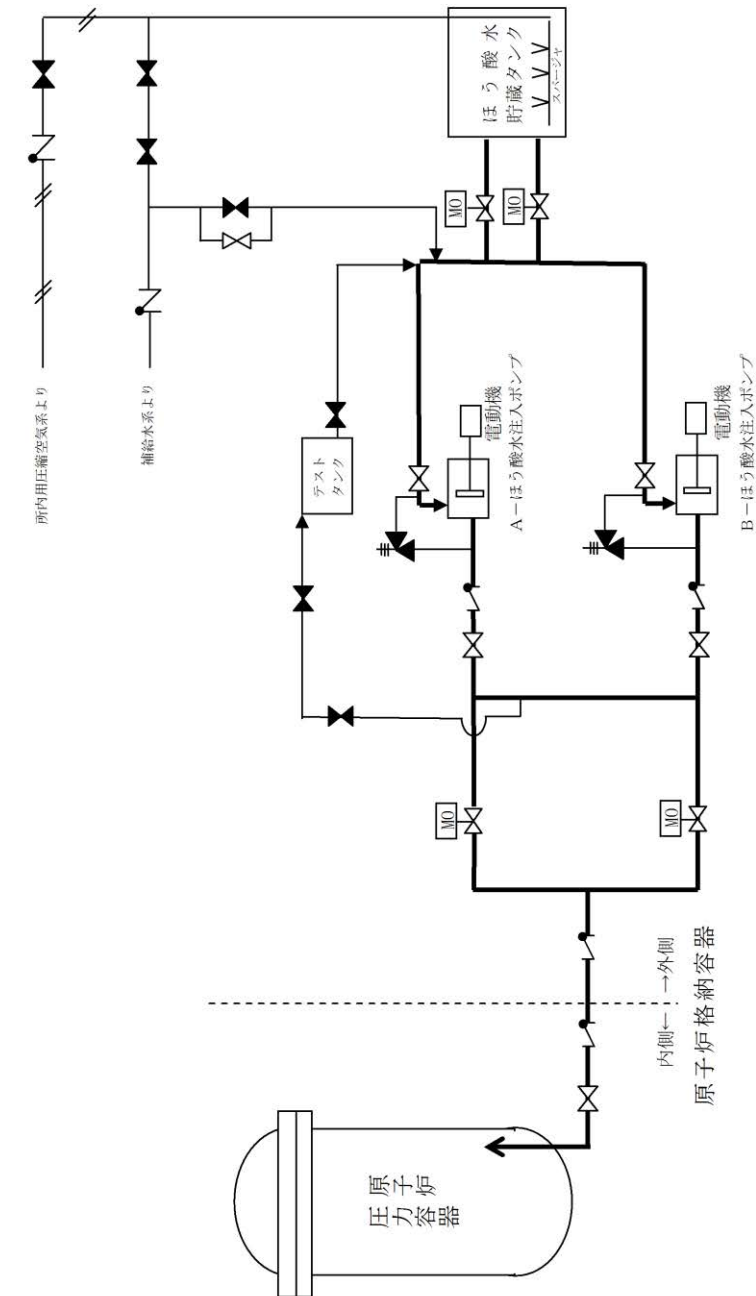 所内用圧縮空気系より
補給水系より
ほう酸水
貯蔵タンク
スパージャ
MO
MO
テスト
タンク
電動機
A－ほう酸水注入ポンプ
電動機
B－ほう酸水注入ポンプ
MO
MO
内側← →外側
原子炉格納容器
原子炉
圧力容器